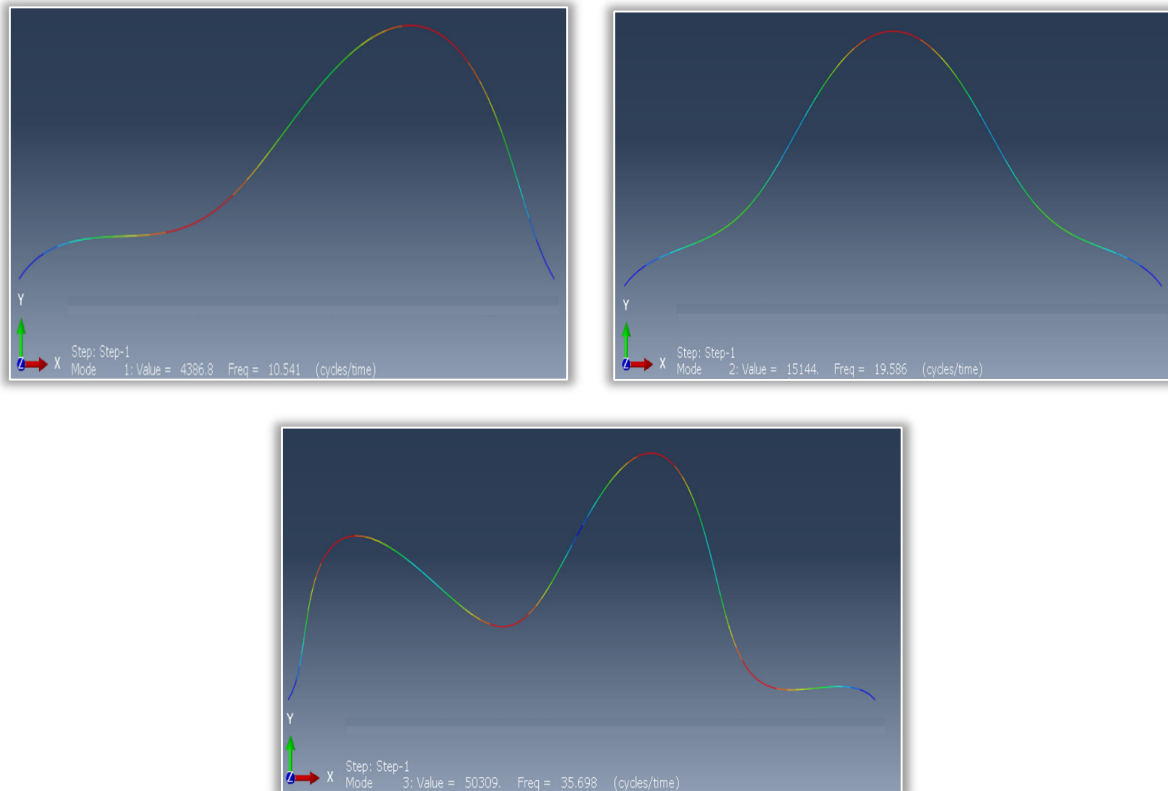 Y
Z X
Step: Step-1
Mode 1: Value = 4386.8 Freq = 10.541 (cycles/time)
Y
Z X
Step: Step-1
Mode 2: Value = 15144. Freq = 19.586 (cycles/time)
Y
Z X
Step: Step-1
Mode 3: Value = 50309. Freq = 35.698 (cycles/time)